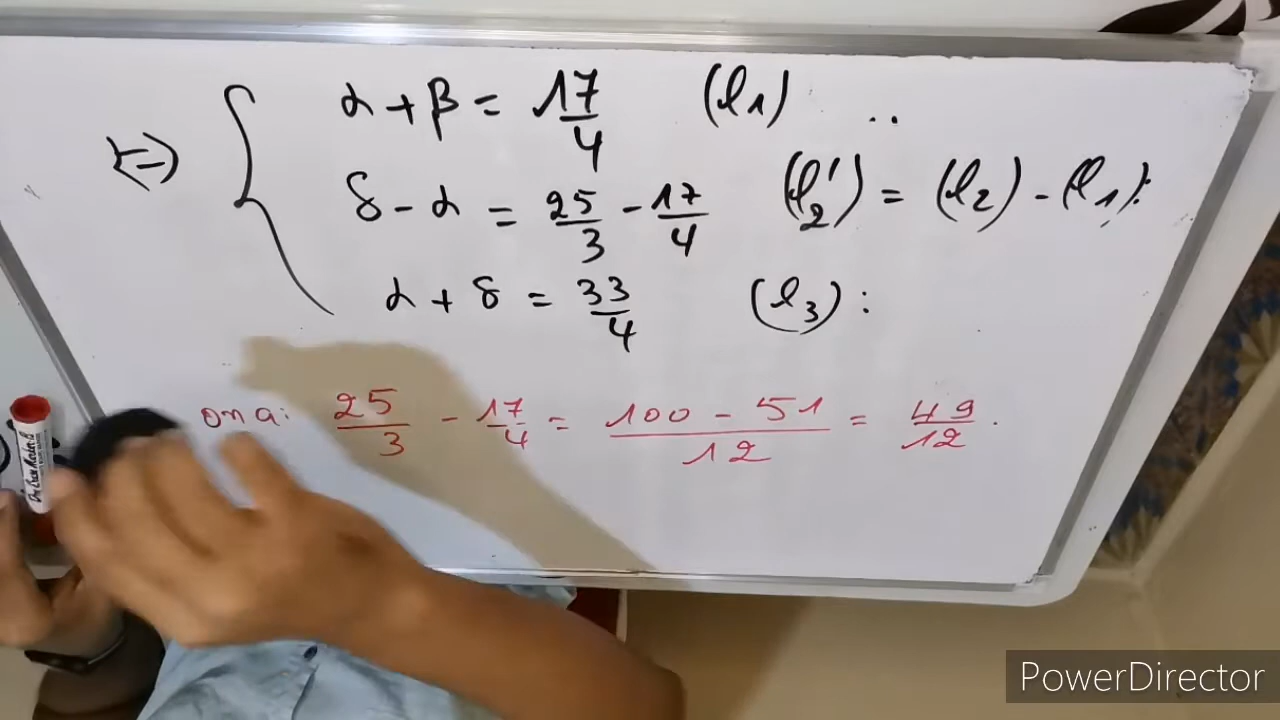 ⇔ { α + β = 17/4 (l1) ..
δ - α = 25/3 - 17/4 (l'2) = (l2) - (l1):
α + δ = 33/4 (l3) :
on a: 25/3 - 17/4 = 100 - 51/12 = 49/12 .
PowerDirector